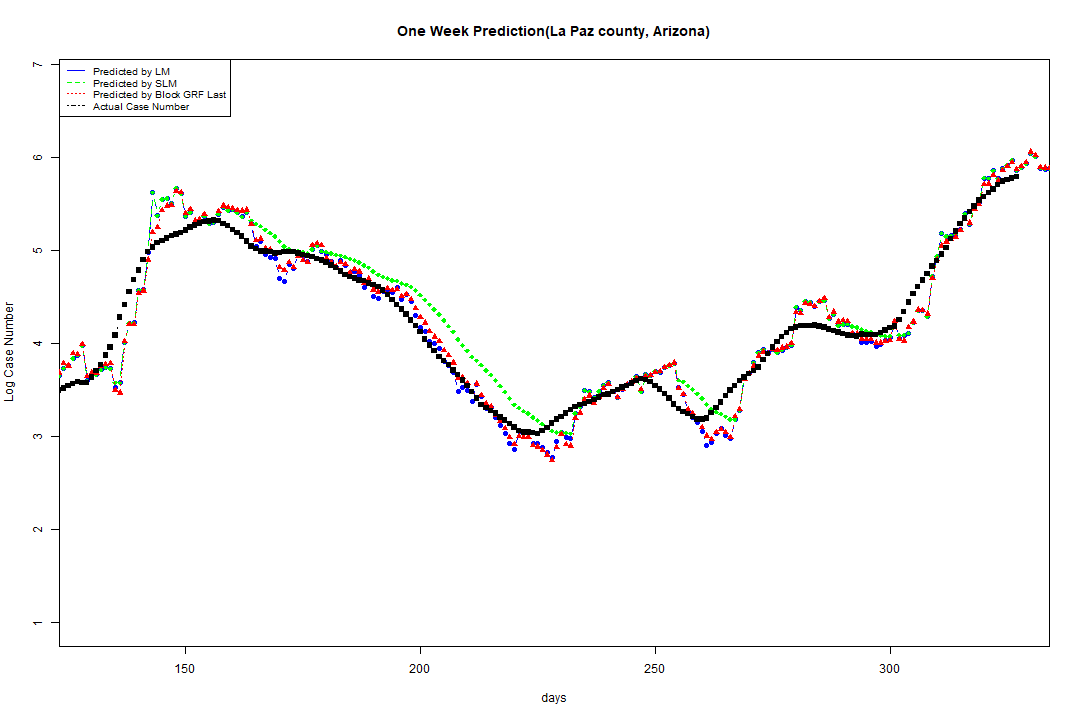 One Week Prediction(La Paz county, Arizona)
Predicted by LM
Predicted by SLM
Predicted by Block GRF Last
Actual Case Number
7
6
5
4
3
2
1
Log Case Number
150 200 250 300
days